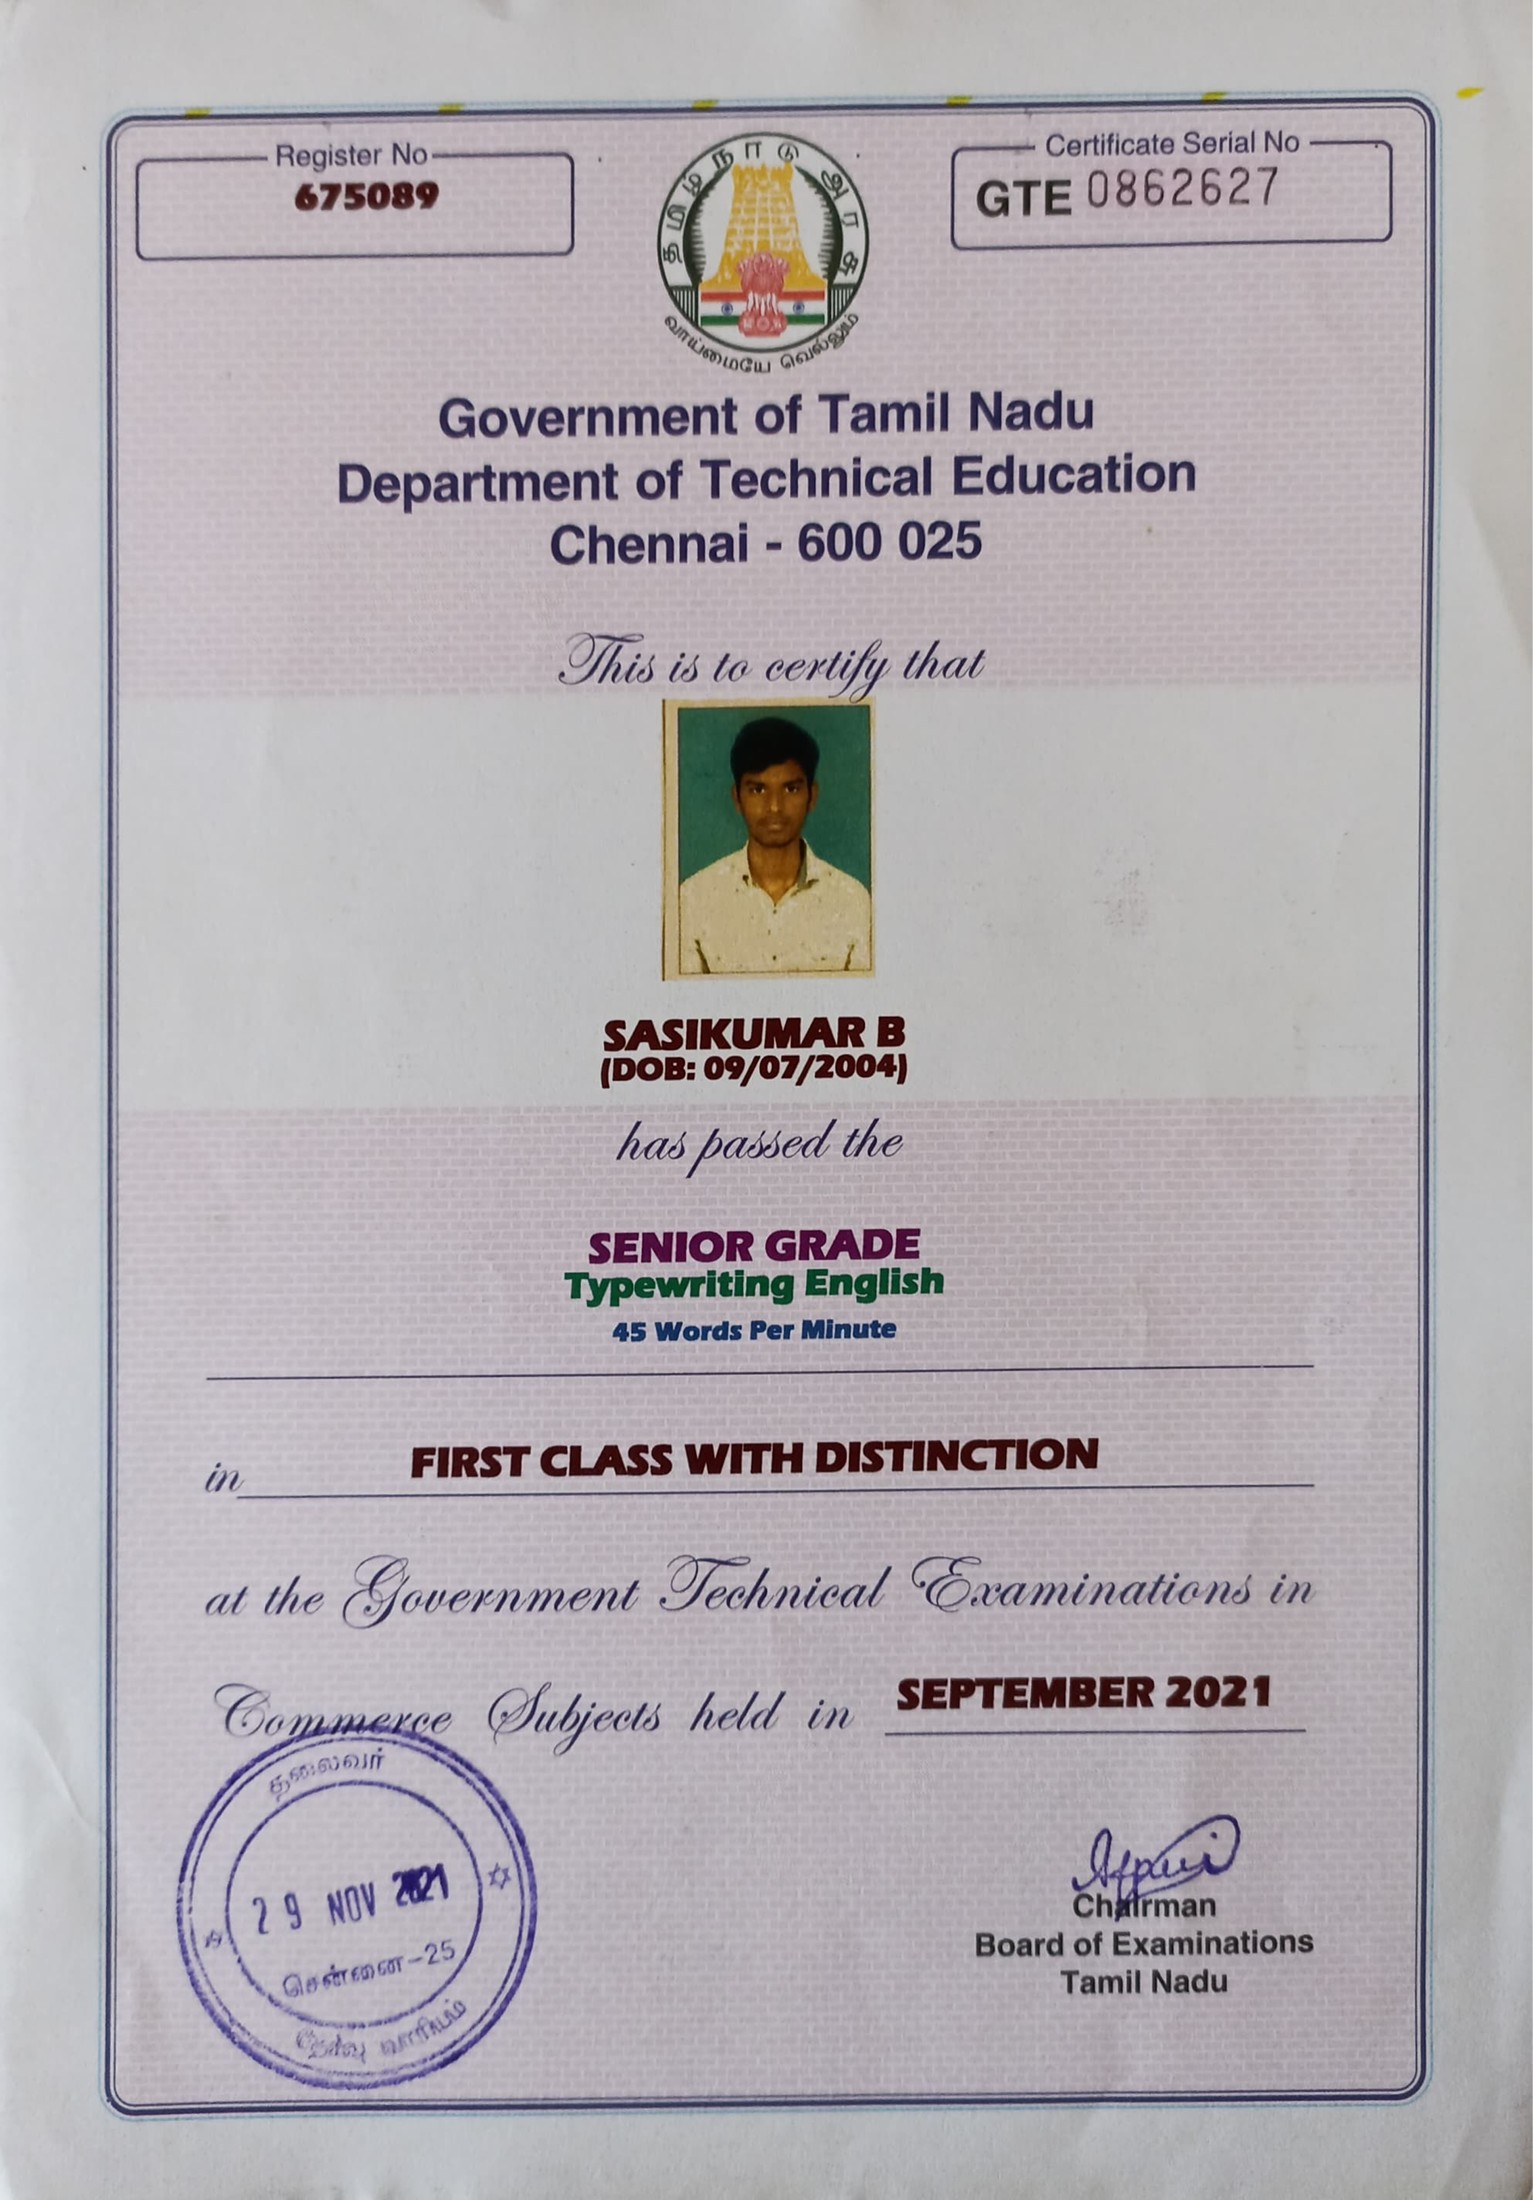 Register No
675089
தமிழ்நாடு அரசு
வாய்மையே வெல்லும்
Certificate Serial No
GTE 0862627
Government of Tamil Nadu
Department of Technical Education
Chennai - 600 025
This is to certify that
SASIKUMAR B
(DOB: 09/07/2004)
has passed the
SENIOR GRADE
Typewriting English
45 Words Per Minute
in FIRST CLASS WITH DISTINCTION
at the Government Technical Examinations in
Commerce Subjects held in SEPTEMBER 2021
தலைவர்
29 NOV 2021
சென்னை-25
தேர்வு வாரியம்
Chairman
Board of Examinations
Tamil Nadu